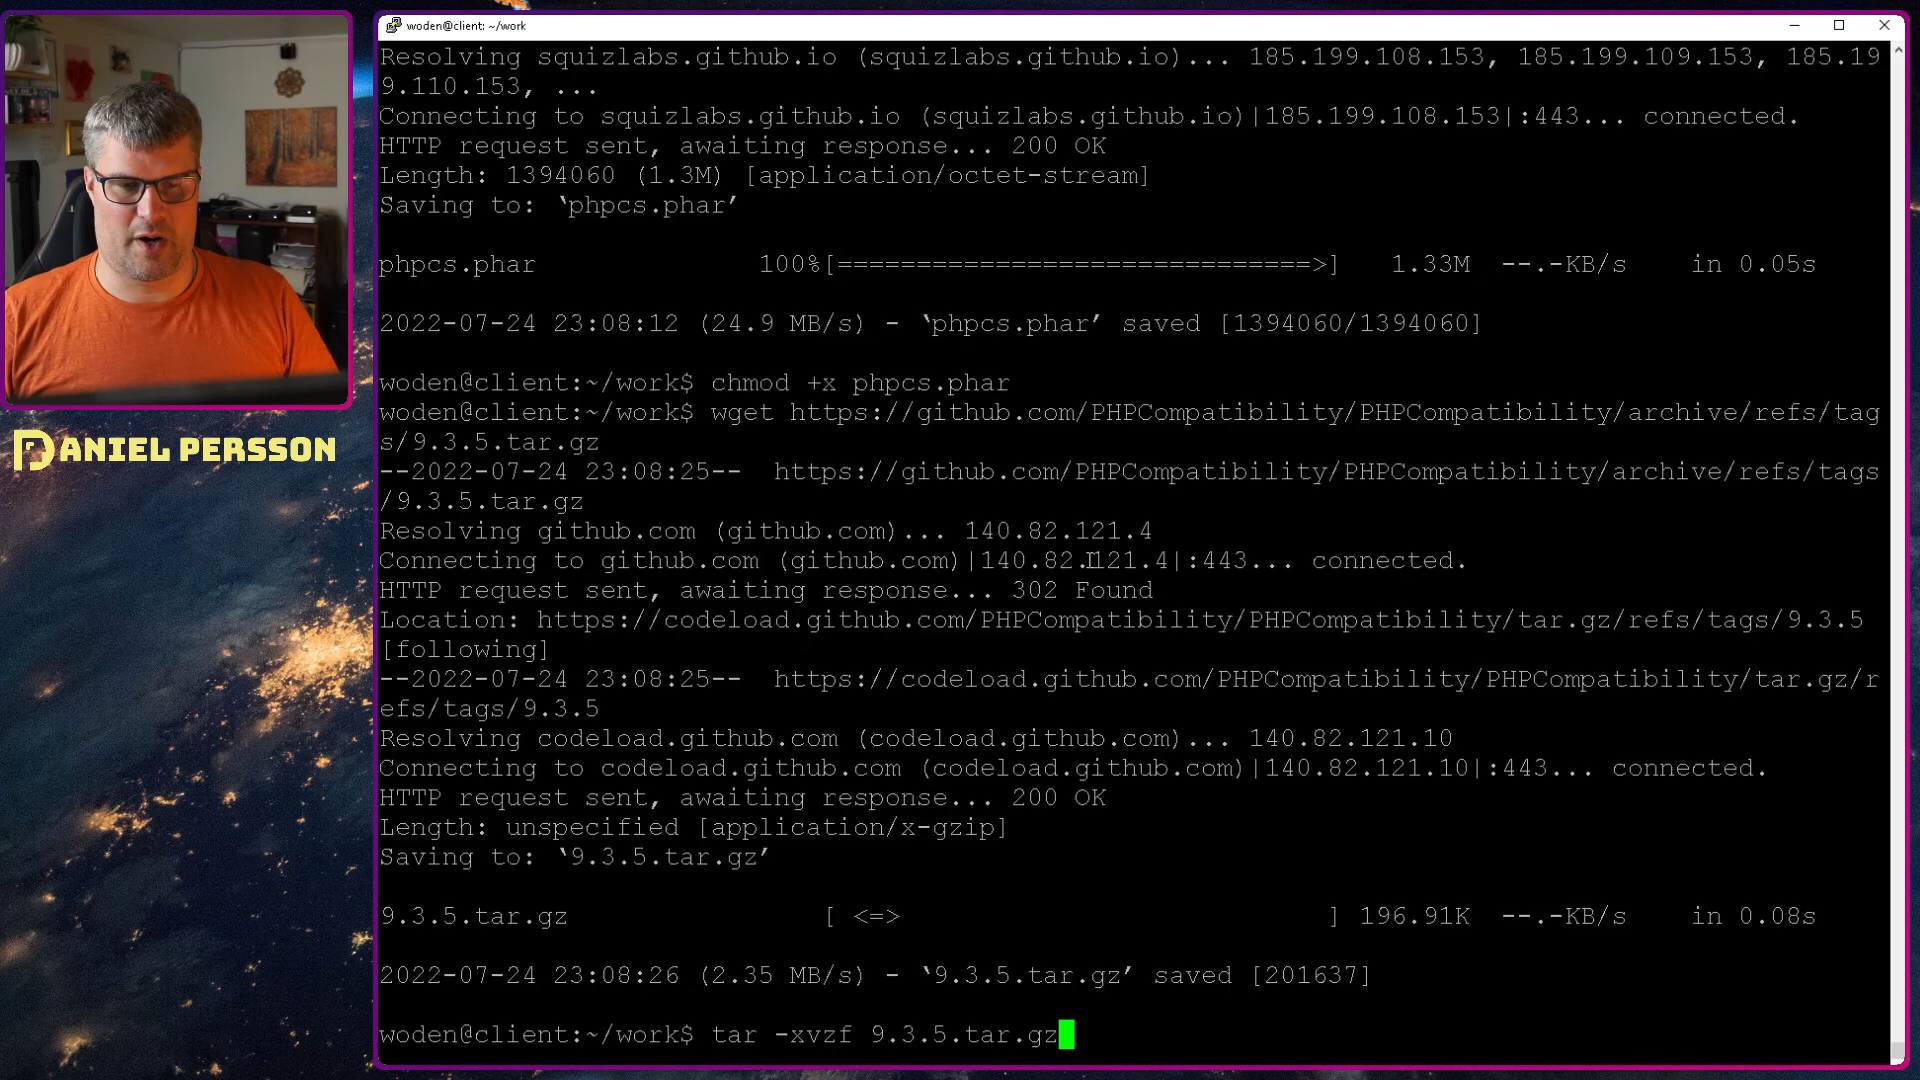 woden@client: ~/work
Resolving squizlabs.github.io (squizlabs.github.io)... 185.199.108.153, 185.199.109.153, 185.19
9.110.153, ...
Connecting to squizlabs.github.io (squizlabs.github.io)|185.199.108.153|:443... connected.
HTTP request sent, awaiting response... 200 OK
Length: 1394060 (1.3M) [application/octet-stream]
Saving to: ‘phpcs.phar’
phpcs.phar 100%[==============================>] 1.33M --.-KB/s in 0.05s
2022-07-24 23:08:12 (24.9 MB/s) - ‘phpcs.phar’ saved [1394060/1394060]
woden@client:~/work$ chmod +x phpcs.phar
woden@client:~/work$ wget https://github.com/PHPCompatibility/PHPCompatibility/archive/refs/tag
s/9.3.5.tar.gz
--2022-07-24 23:08:25-- https://github.com/PHPCompatibility/PHPCompatibility/archive/refs/tags
/9.3.5.tar.gz
Resolving github.com (github.com)... 140.82.121.4
Connecting to github.com (github.com)|140.82.121.4|:443... connected.
HTTP request sent, awaiting response... 302 Found
Location: https://codeload.github.com/PHPCompatibility/PHPCompatibility/tar.gz/refs/tags/9.3.5
[following]
--2022-07-24 23:08:25-- https://codeload.github.com/PHPCompatibility/PHPCompatibility/tar.gz/r
efs/tags/9.3.5
Resolving codeload.github.com (codeload.github.com)... 140.82.121.10
Connecting to codeload.github.com (codeload.github.com)|140.82.121.10|:443... connected.
HTTP request sent, awaiting response... 200 OK
Length: unspecified [application/x-gzip]
Saving to: ‘9.3.5.tar.gz’
9.3.5.tar.gz [ <=> ] 196.91K --.-KB/s in 0.08s
2022-07-24 23:08:26 (2.35 MB/s) - ‘9.3.5.tar.gz’ saved [201637]
woden@client:~/work$ tar -xvzf 9.3.5.tar.gz
DANIEL PERSSON